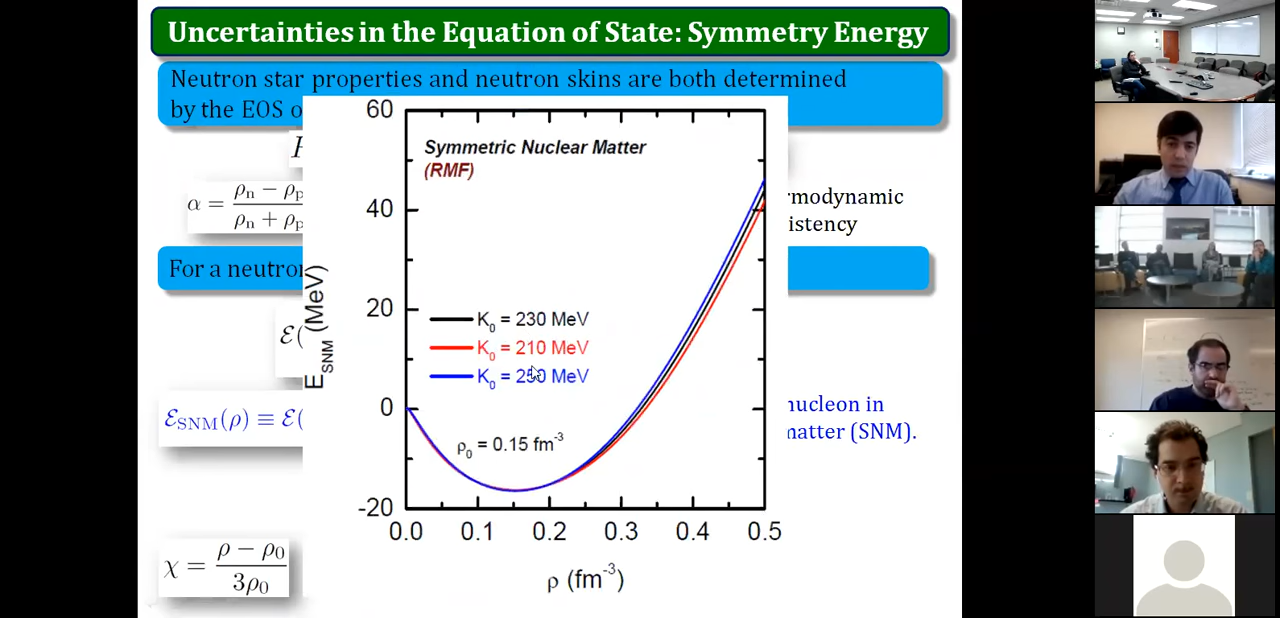 Uncertainties in the Equation of State: Symmetry Energy
Neutron star properties and neutron skins are both determined
by the EOS o
60
Symmetric Nuclear Matter
(RMF)
α = (ρn − ρp) / (ρn + ρp)
rmodynamic
istency
40
For a neutron
20
K0 = 230 MeV
K0 = 210 MeV
K0 = 250 MeV
ESNM (MeV)
ℰ(
ℰSNM(ρ) ≡ ℰ(
nucleon in
matter (SNM).
0
ρ0 = 0.15 fm-3
-20
0.0 0.1 0.2 0.3 0.4 0.5
ρ (fm-3)
χ = (ρ − ρ0) / 3ρ0